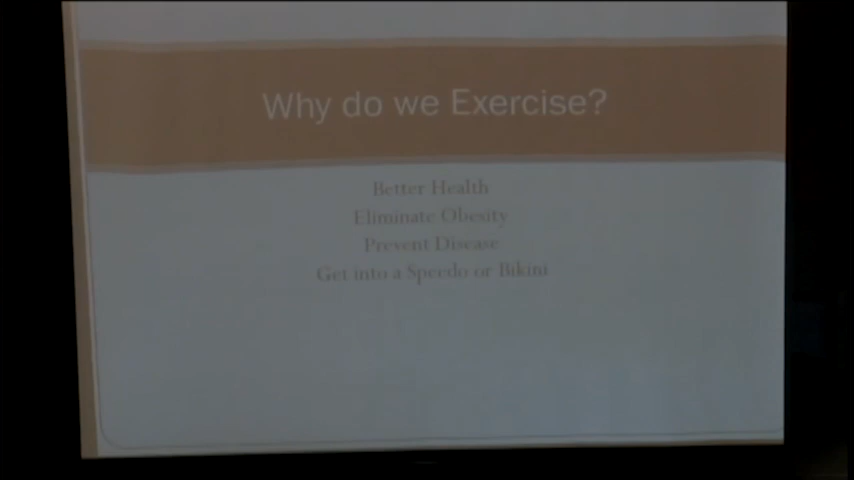 Why do we Exercise?
Better Health
Eliminate Obesity
Prevent Disease
Get into a Speedo or Bikini